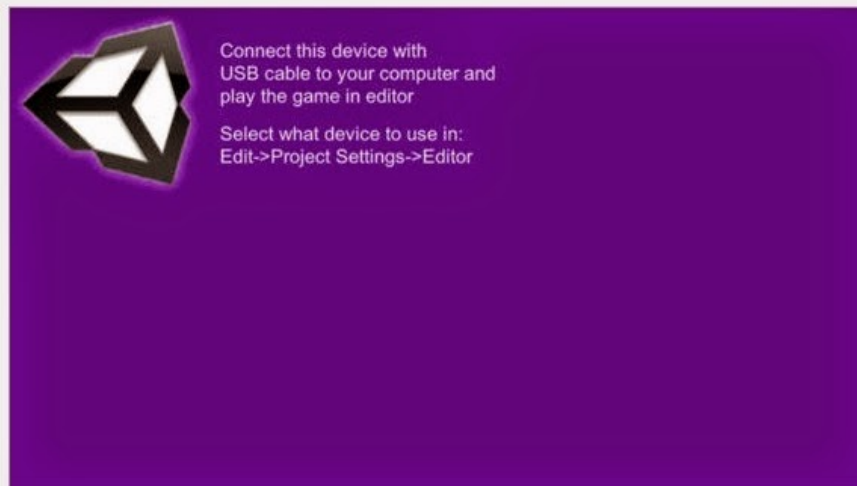 Connect this device with
USB cable to your computer and
play the game in editor
Select what device to use in:
Edit->Project Settings->Editor